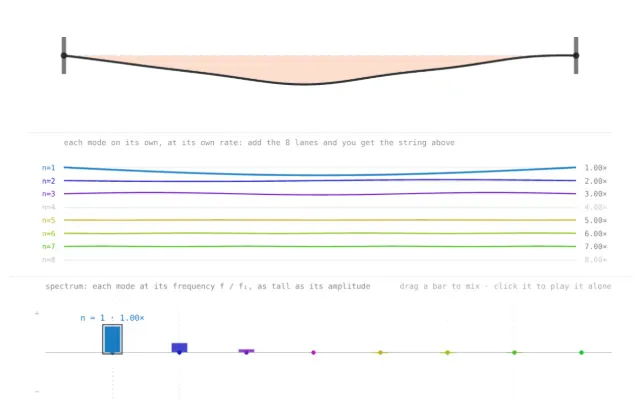 each mode on its own, at its own rate: add the 8 lanes and you get the string above
n=1 1.00×
n=2 2.00×
n=3 3.00×
n=4 4.00×
n=5 5.00×
n=6 6.00×
n=7 7.00×
n=8 8.00×
spectrum: each mode at its frequency f / f₁, as tall as its amplitude drag a bar to mix · click it to play it alone
+
n = 1 · 1.00×
−